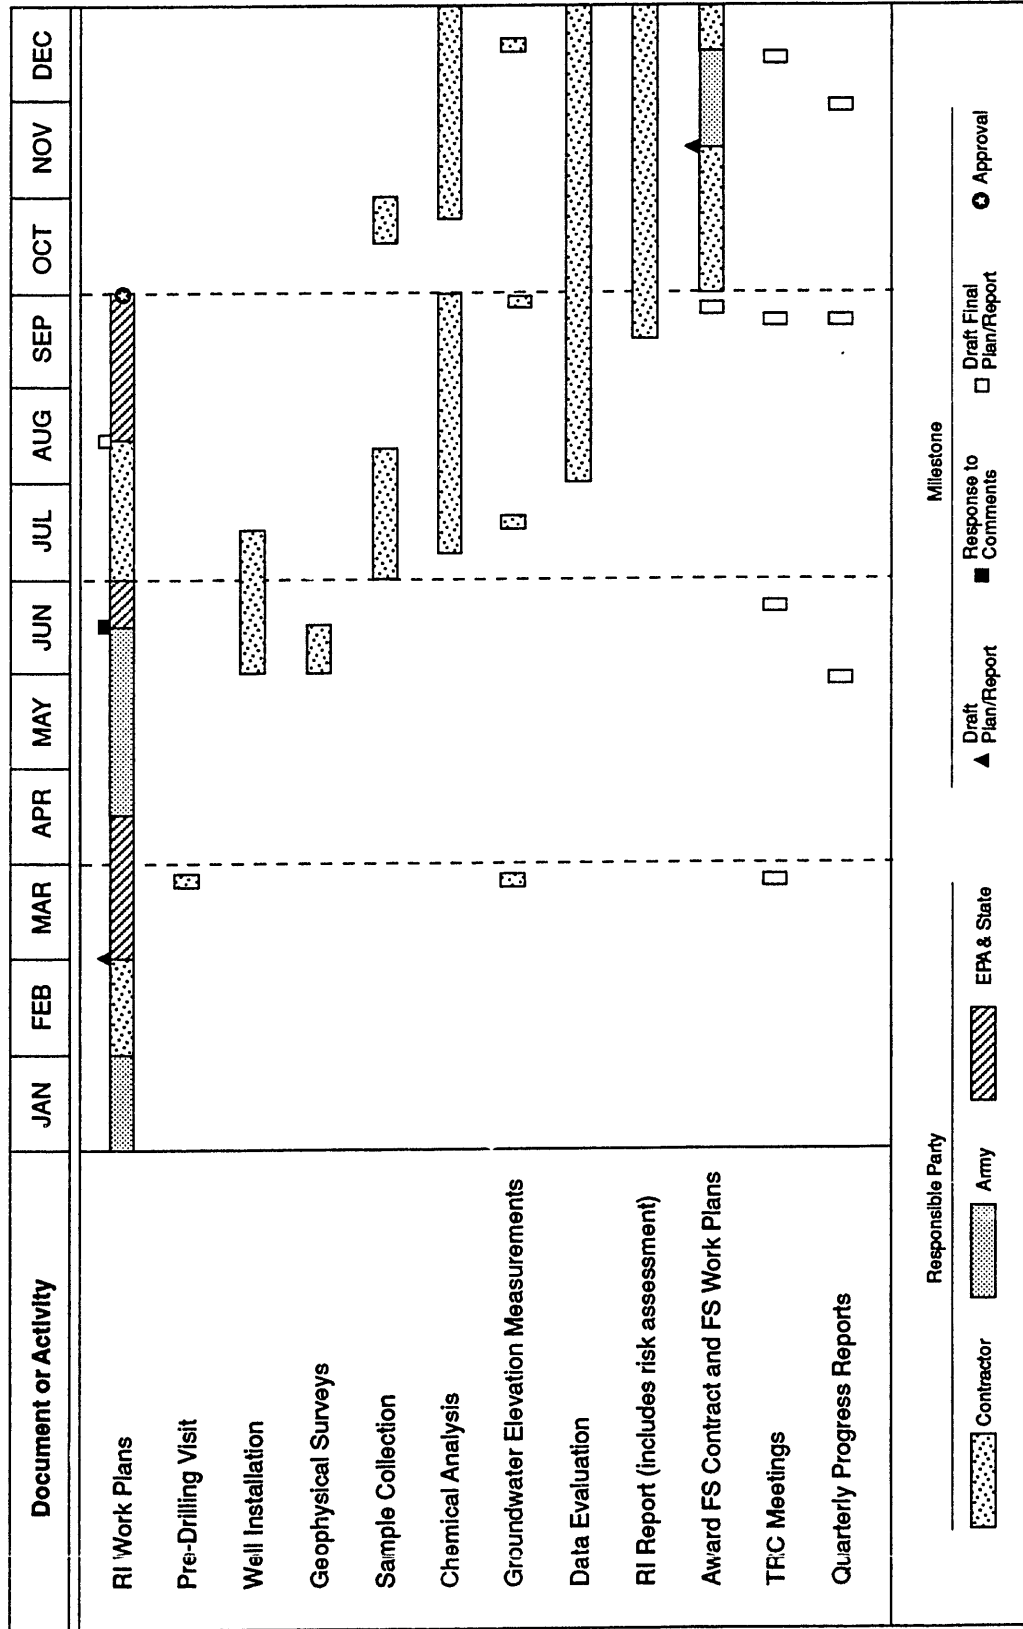 Document or Activity
JAN
FEB
MAR
APR
MAY
JUN
JUL
AUG
SEP
OCT
NOV
DEC
RI Work Plans
Pre-Drilling Visit
Well Installation
Geophysical Surveys
Sample Collection
Chemical Analysis
Groundwater Elevation Measurements
Data Evaluation
RI Report (includes risk assessment)
Award FS Contract and FS Work Plans
TRC Meetings
Quarterly Progress Reports
Responsible Party
Contractor
Army
EPA & State
Milestone
Draft
Plan/Report
Response to
Comments
Draft Final
Plan/Report
Approval